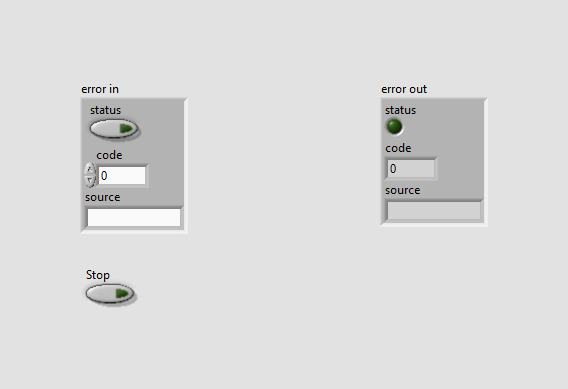 error in
status
code
0
source
Stop
error out
status
code
0
source